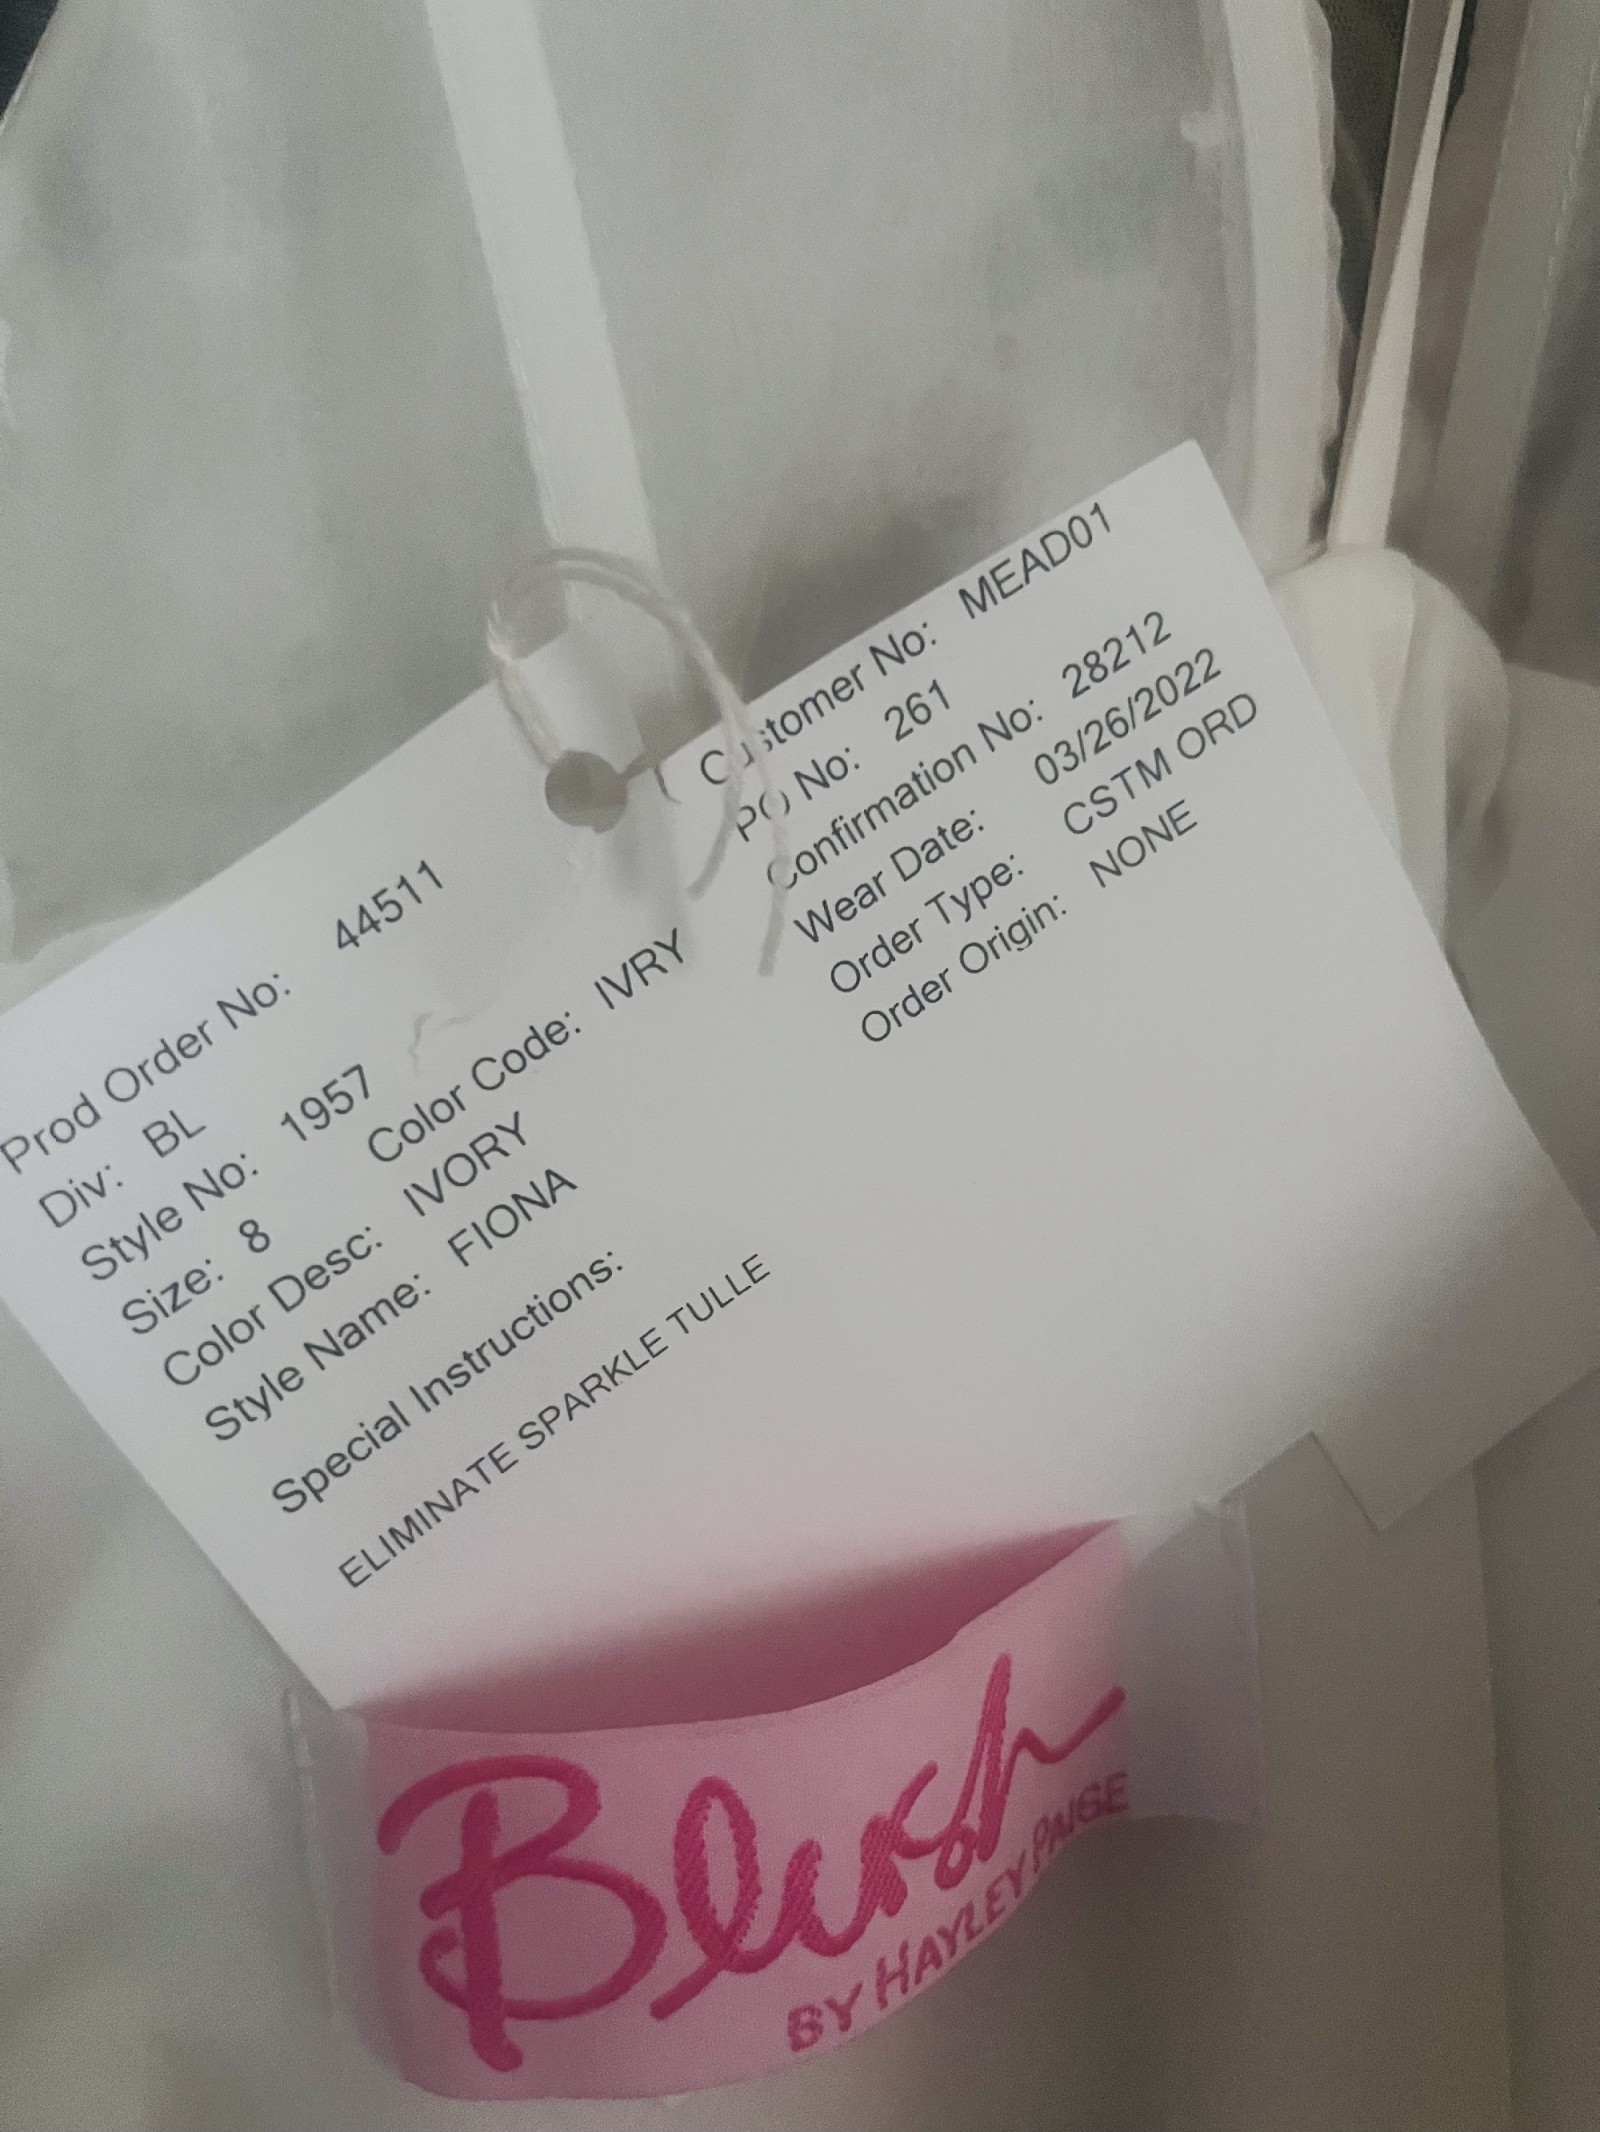 Prod Order No: 44511
Div: BL
Style No: 1957
Size: 8 Color Code: IVRY
Color Desc: IVORY
Style Name: FIONA
Special Instructions:
ELIMINATE SPARKLE TULLE
Customer No: MEAD01
PO No: 261
Confirmation No: 28212
Wear Date: 03/26/2022
Order Type: CSTM ORD
Order Origin: NONE
Blush
BY HAYLEY PAIGE